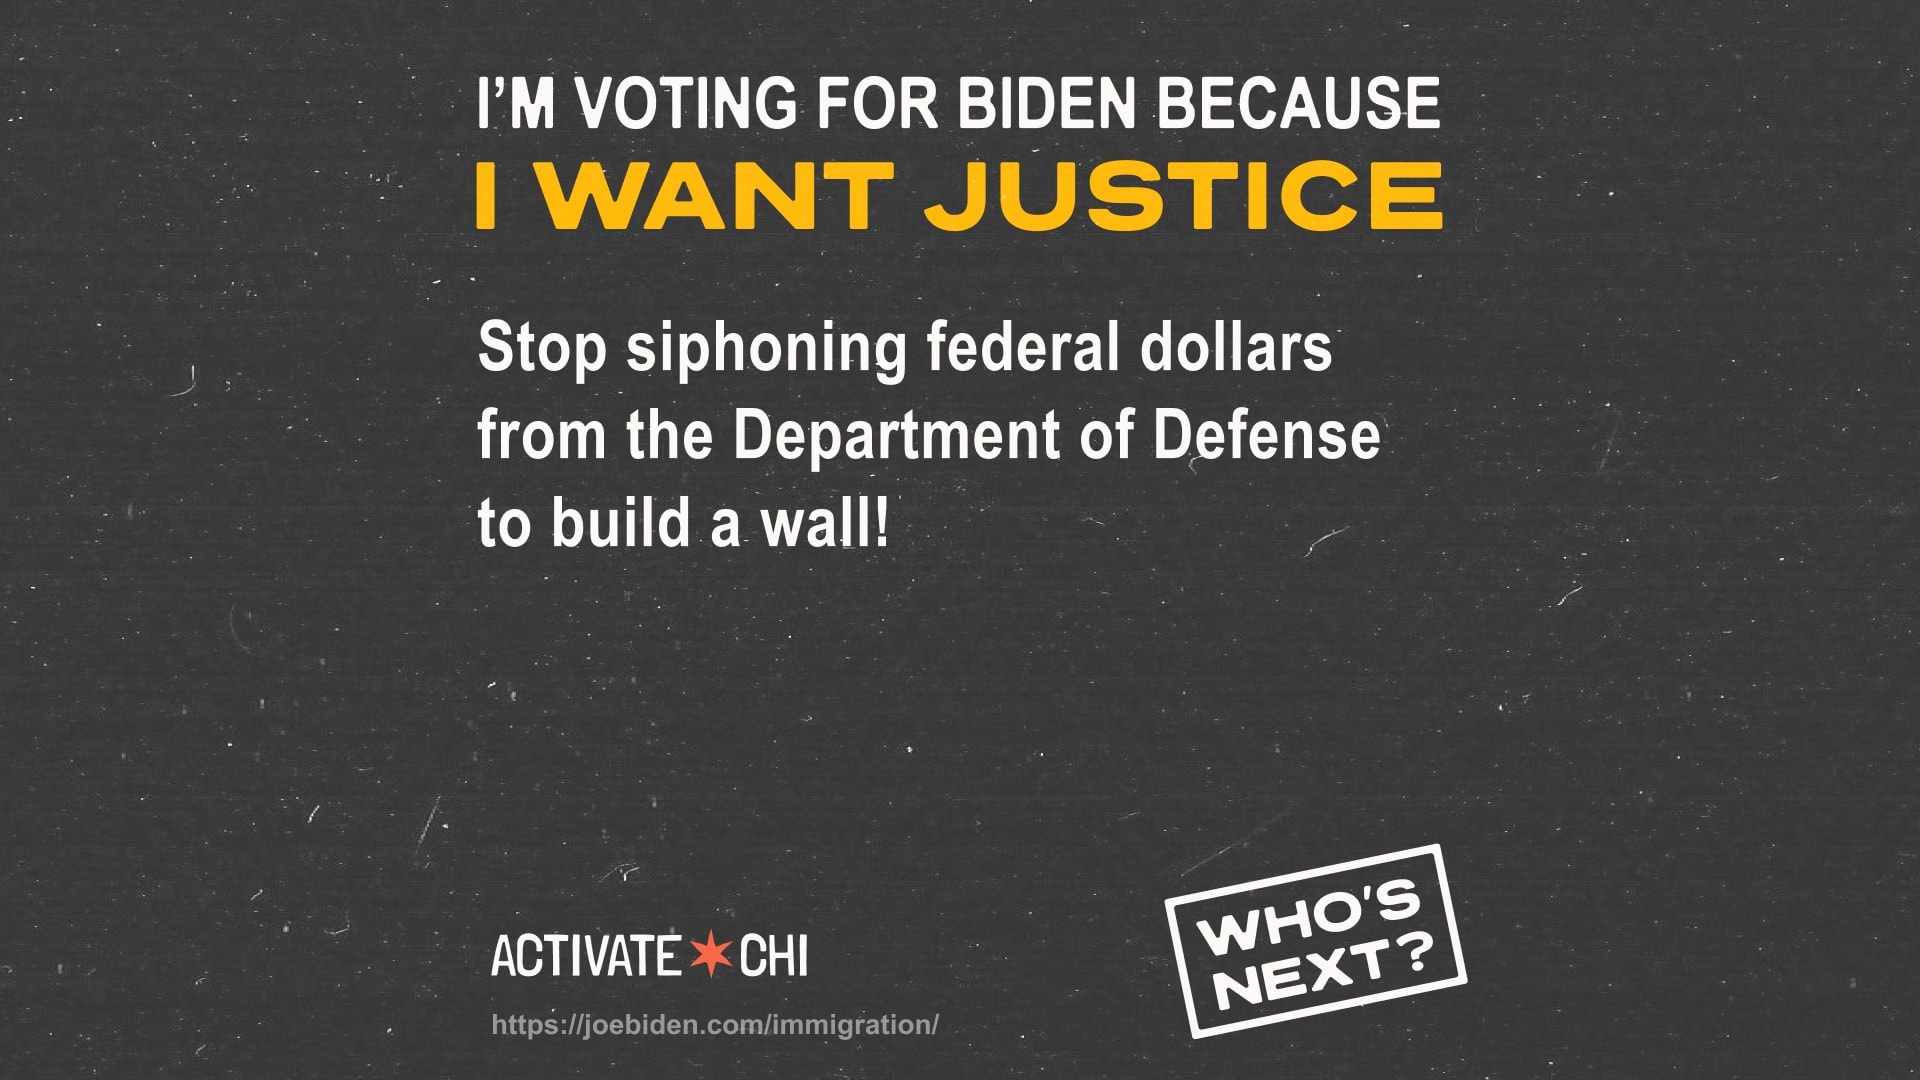 I’M VOTING FOR BIDEN BECAUSE
I WANT JUSTICE
Stop siphoning federal dollars
from the Department of Defense
to build a wall!
ACTIVATE CHI
https://joebiden.com/immigration/
WHO'S
NEXT?